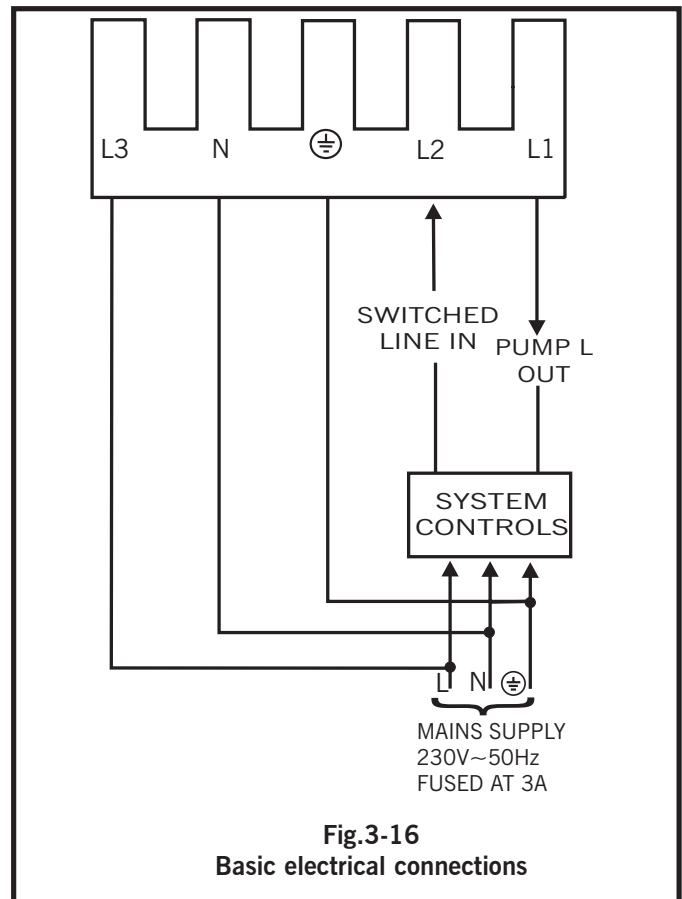 L3 N ⏚ L2 L1
SWITCHED
LINE IN
PUMP L
OUT
SYSTEM
CONTROLS
L N ⏚
MAINS SUPPLY
230V~50Hz
FUSED AT 3A
Fig.3-16
Basic electrical connections